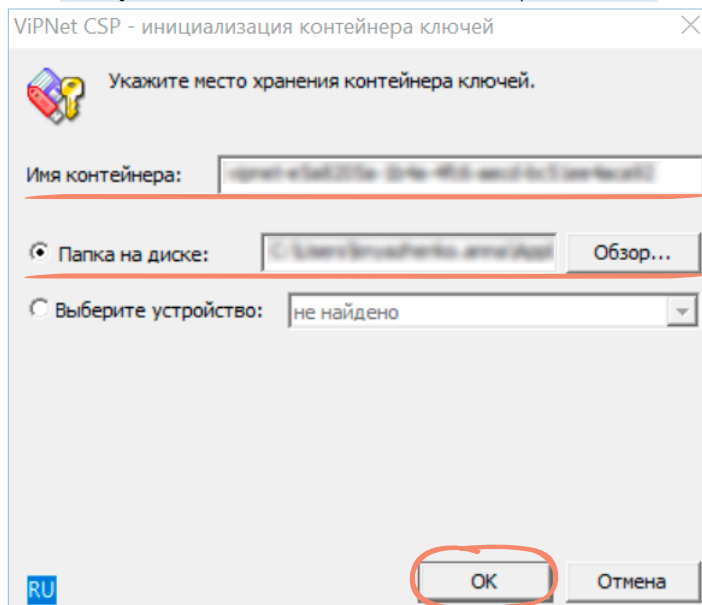 ViPNet CSP - инициализация контейнера ключей
Укажите место хранения контейнера ключей.
Имя контейнера:
Папка на диске:
Обзор...
Выберите устройство: не найдено
RU
OK
Отмена